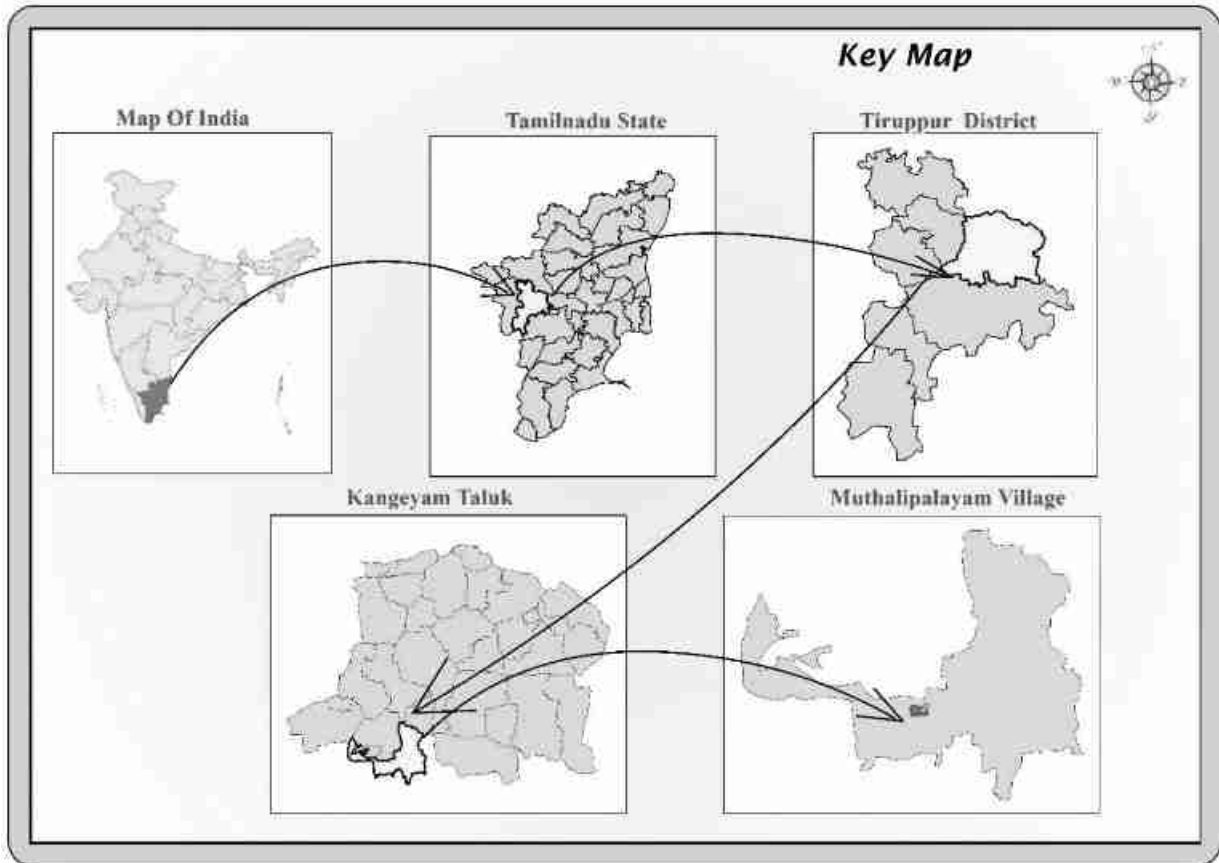 Key Map
Map Of India
Tamilnadu State
Tiruppur District
Kangeyam Taluk
Muthalipalayam Village